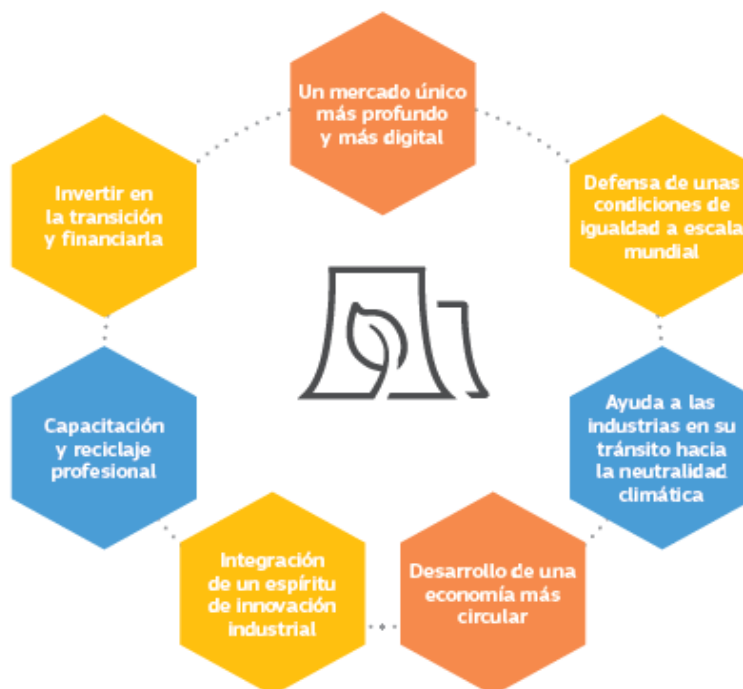 Un mercado único
más profundo
y más digital
Defensa de unas
condiciones de
igualdad a escala
mundial
Ayuda a las
industrias en su
tránsito hacia
la neutralidad
climática
Desarrollo de una
economía más
circular
Integración
de un espíritu
de innovación
industrial
Capacitación
y reciclaje
profesional
Invertir en
la transición
y financiarla